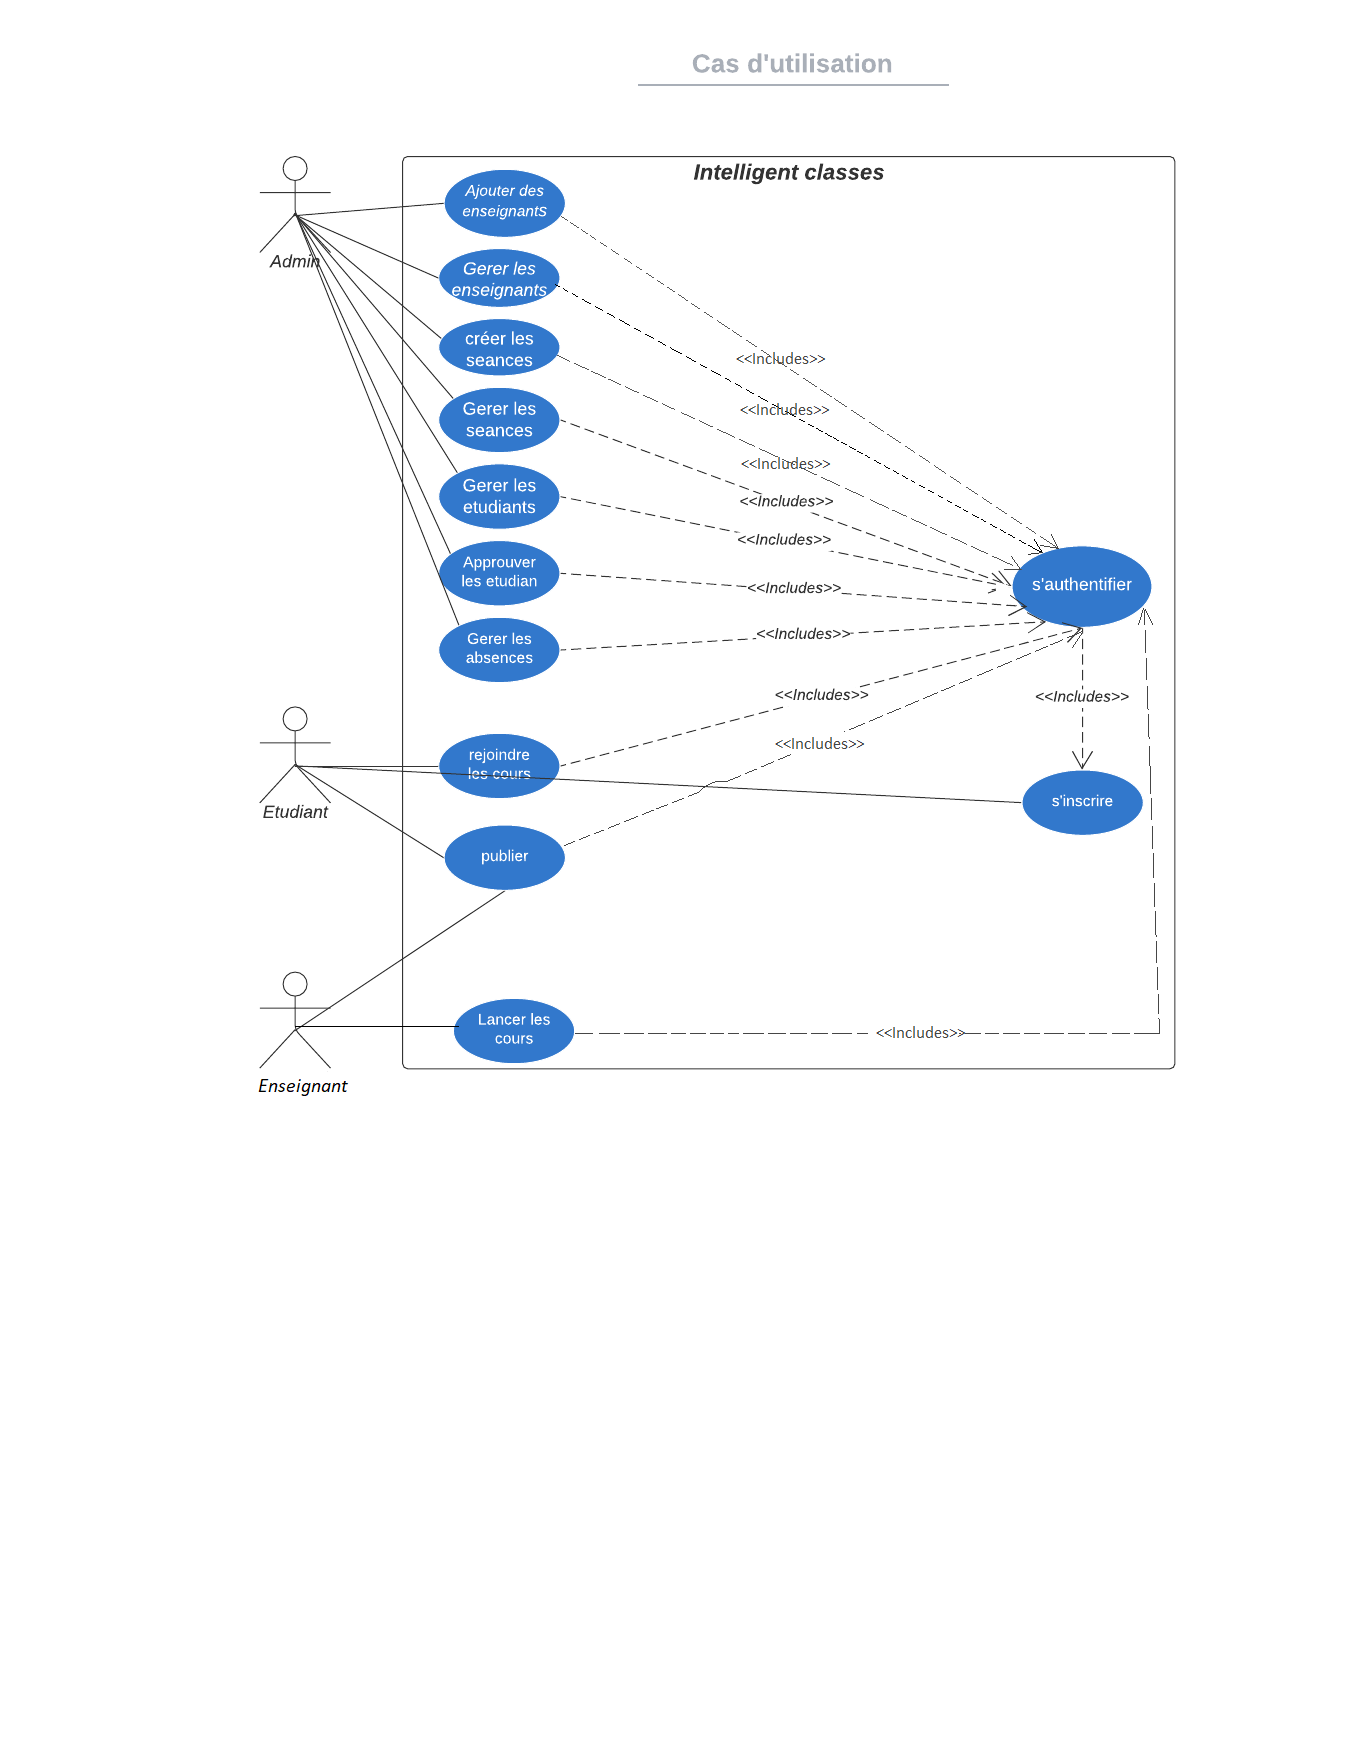 Cas d'utilisation
Intelligent classes
Ajouter des
enseignants
Admin
Gerer les
enseignants
créer les
seances
<<Includes>>
Gerer les
seances
<<Includes>>
<<Includes>>
Gerer les
etudiants
<<Includes>>
<<Includes>>
Approuver
les etudian
<<Includes>>
s'authentifier
Gerer les
absences
<<Includes>>
<<Includes>>
<<Includes>>
<<Includes>>
rejoindre
les cours
Etudiant
s'inscrire
publier
Lancer les
cours
<<Includes>>
Enseignant